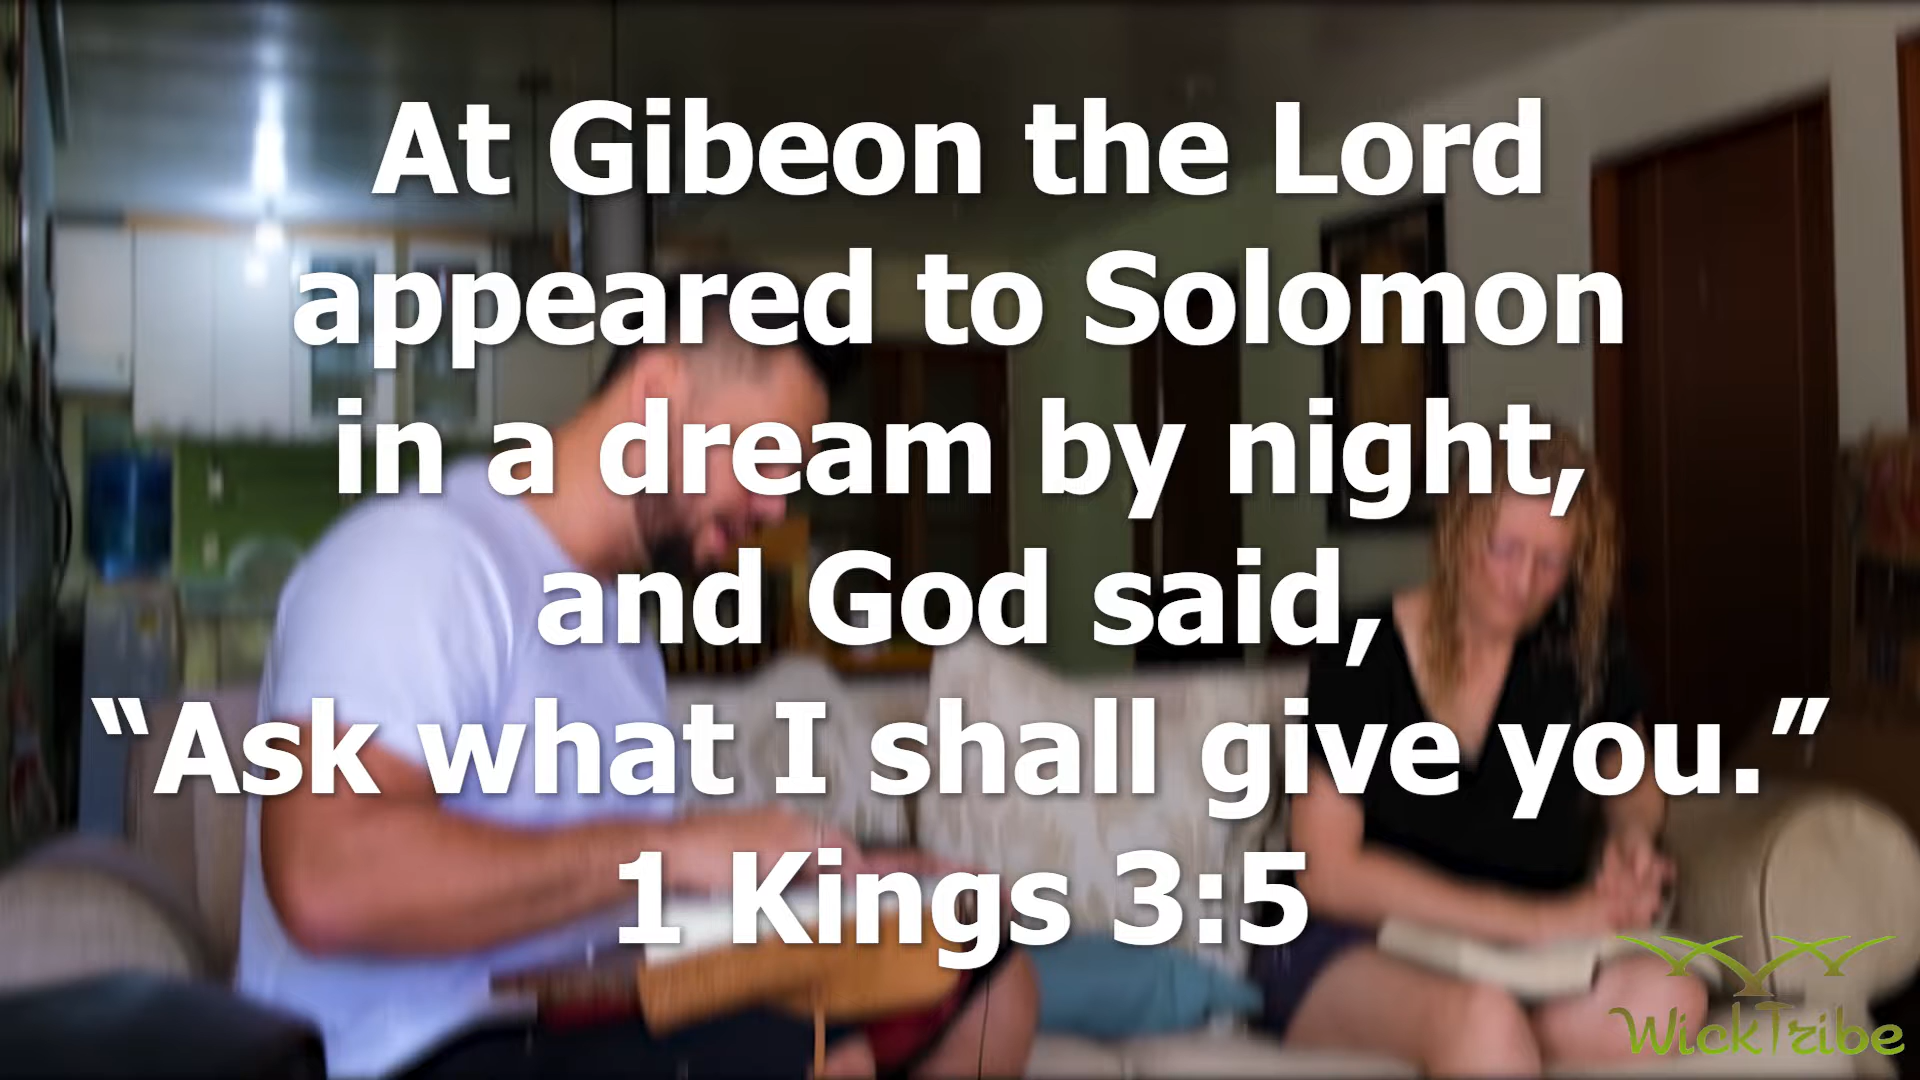 At Gibeon the Lord
appeared to Solomon
in a dream by night,
and God said,
“Ask what I shall give you.”
1 Kings 3:5
WickTribe